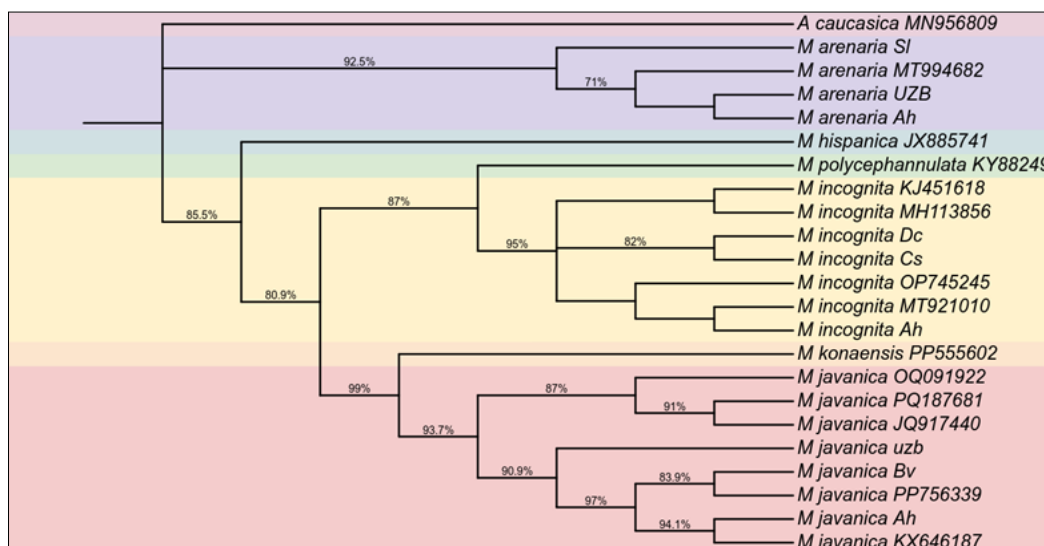 A caucasica MN956809
M arenaria Sl
92.5%
M arenaria MT994682
71%
M arenaria UZB
M arenaria Ah
M hispanica JX885741
M polycephannulata KY88249
M incognita KJ451618
87%
M incognita MH113856
85.5%
M incognita Dc
95%
82%
M incognita Cs
M incognita OP745245
80.9%
M incognita MT921010
M incognita Ah
M konaensis PP555602
M javanica OQ091922
99%
87%
M javanica PQ187681
91%
M javanica JQ917440
93.7%
M javanica uzb
M javanica Bv
90.9%
83.9%
M javanica PP756339
97%
M javanica Ah
94.1%
M javanica KX646187